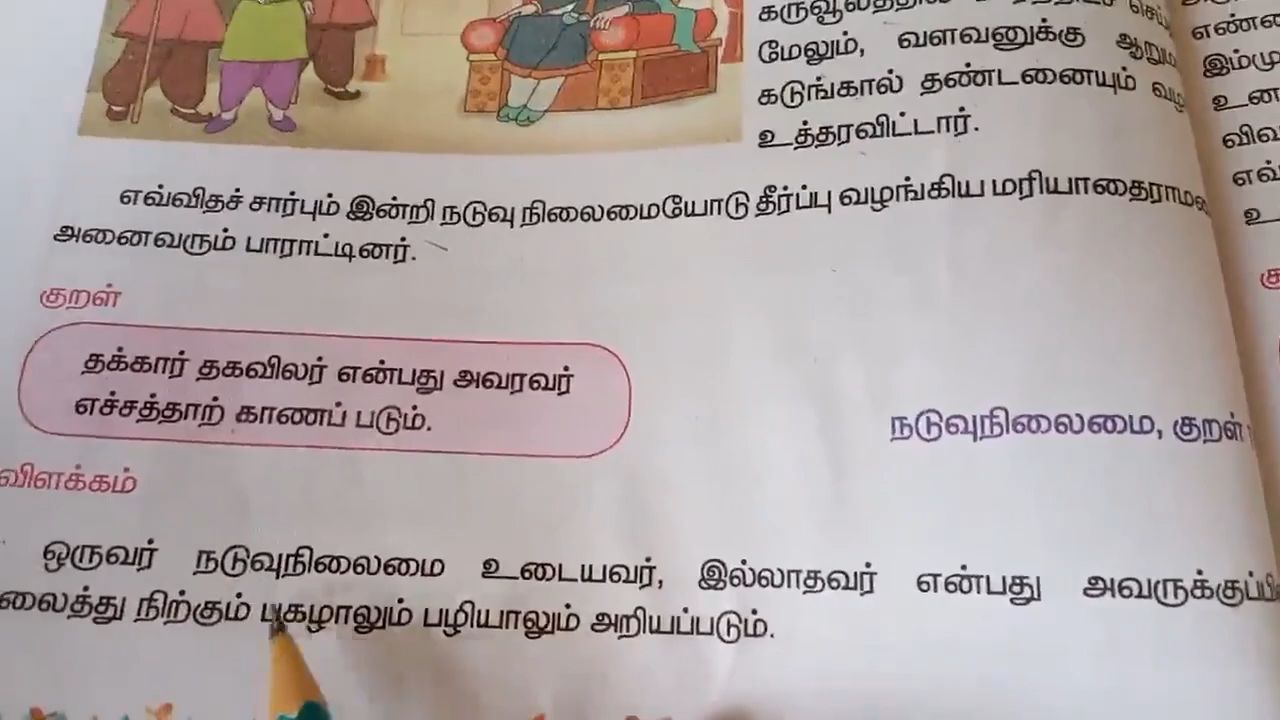 மேலும், வளவனுக்கு
கடுங்கால் தண்டனையும்
உத்தரவிட்டார்.
எவ்விதச் சார்பும் இன்றி நடுவு நிலைமையோடு தீர்ப்பு வழங்கிய
அனைவரும் பாராட்டினர்.
குறள்
தக்கார் தகவிலர் என்பது அவரவர்
எச்சத்தாற் காணப் படும்.
நடுவுநிலைமை, குறள்
விளக்கம்
ஒருவர் நடுவுநிலைமை உடையவர், இல்லாதவர் என்பது
நிற்கும் புகழாலும் பழியாலும் அறியப்படும்.